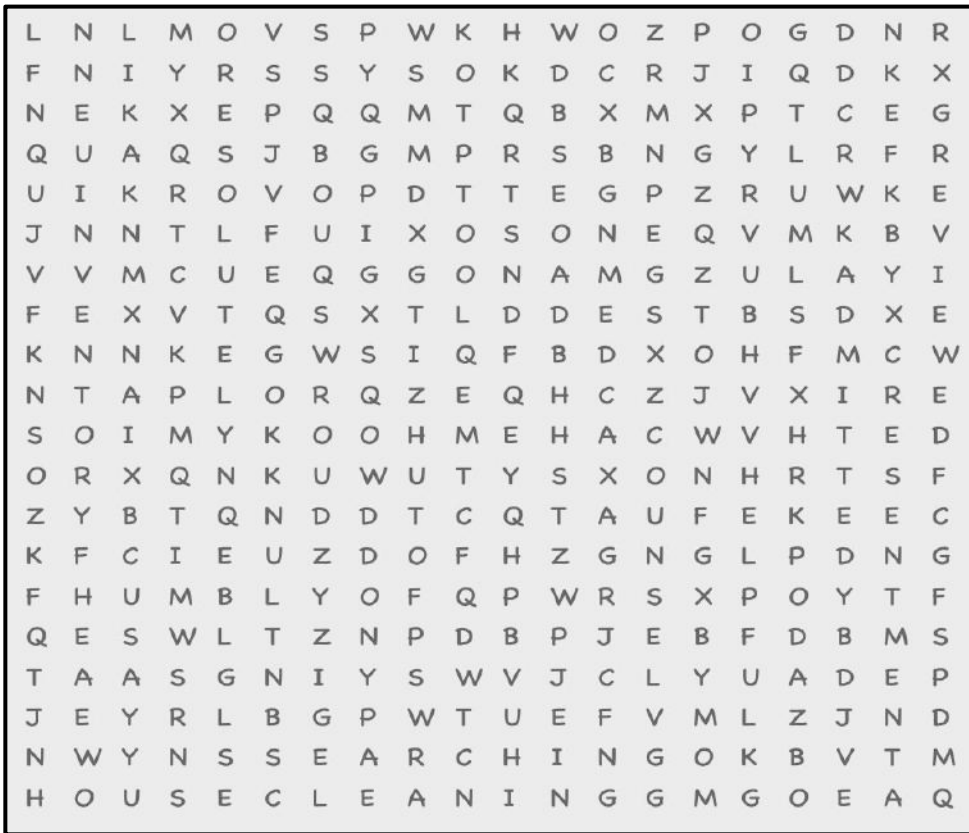 L N L M O V S P W K H W O Z P O G D N R
F N I Y R S S Y S O K D C R J I Q D K X
N E K X E P Q Q M T Q B X M X P T C E G
Q U A Q S J B G M P R S B N G Y L R F R
U I K R O V O P D T T E G P Z R U W K E
J N N T L F U I X O S O N E Q V M K B V
V V M C U E Q G G O N A M G Z U L A Y I
F E X V T Q S X T L D D E S T B S D X E
K N N K E G W S I Q F B D X O H F M C W
N T A P L O R Q Z E Q H C Z J V X I R E
S O I M Y K O O H M E H A C W V H T E D
O R X Q N K U W U T Y S X O N H R T S F
Z Y B T Q N D D T C Q T A U F E K E E C
K F C I E U Z D O F H Z G N G L P D N G
F H U M B L Y O F Q P W R S X P O Y T F
Q E S W L T Z N P D B P J E B F D B M S
T A A S G N I Y S W V J C L Y U A D E P
J E Y R L B G P W T U E F V M L Z J N D
N W Y N S S E A R C H I N G O K B V T M
H O U S E C L E A N I N G G M G O E A Q